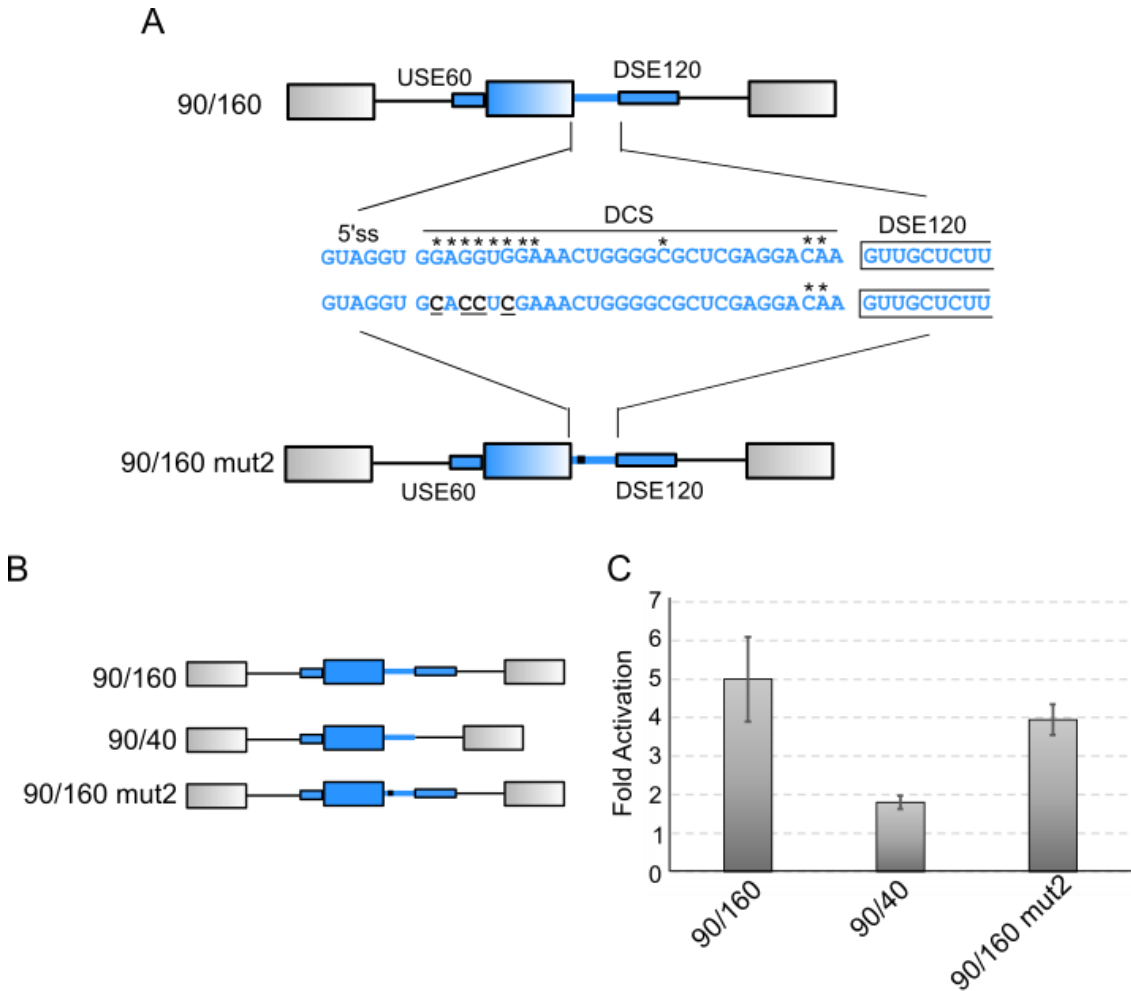 A
USE60 DSE120
90/160
DCS
5'ss DSE120
* * * * * * * * * * * *
GUAGGU GGAGGUGGAAACUGGGGCGCUCGAGGACAA GUUGCUCUU
* *
GUAGGU GCACCUCGAAACUGGGGCGCUCGAGGACAA GUUGCUCUU
90/160 mut2
USE60 DSE120
B
90/160
90/40
90/160 mut2
C
Fold Activation
7
6
5
4
3
2
1
0
90/160
90/40
90/160 mut2